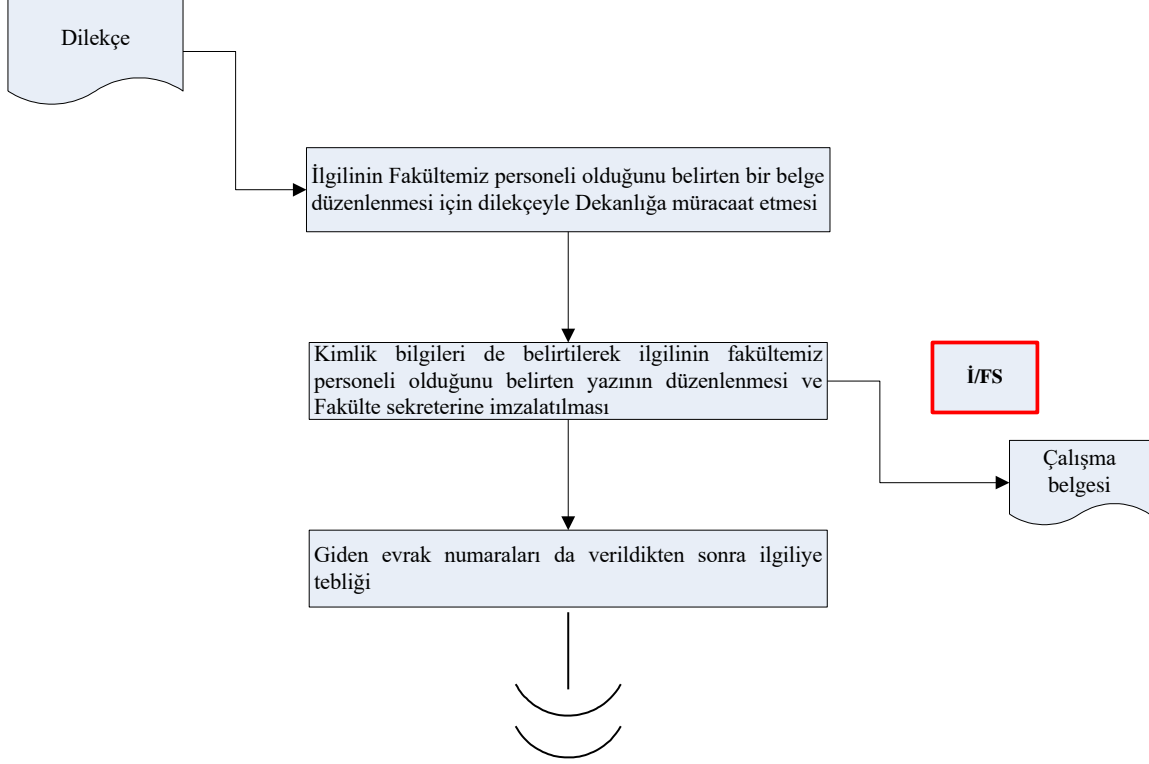 Dilekçe
İlgilinin Fakültemiz personeli olduğunu belirten bir belge
düzenlenmesi için dilekçeyle Dekanlığa müracaat etmesi
Kimlik bilgileri de belirtilerek ilgilinin fakültemiz
personeli olduğunu belirten yazının düzenlenmesi ve
Fakülte sekreterine imzalatılması
İ/FS
Çalışma
belgesi
Giden evrak numaraları da verildikten sonra ilgiliye
tebliği